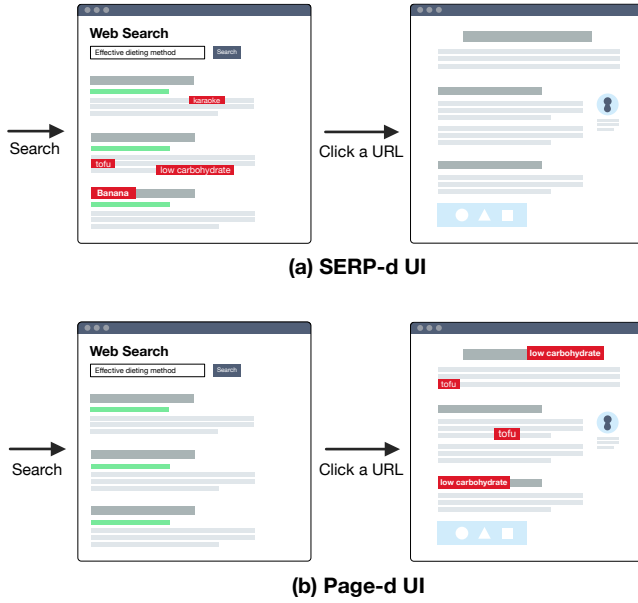 Web Search
Effective dieting method Search
karaoke
Search
Click a URL
tofu
low carbohydrate
Banana
(a) SERP-d UI
Web Search
low carbohydrate
Effective dieting method Search
tofu
tofu
Search
Click a URL
low carbohydrate
(b) Page-d UI